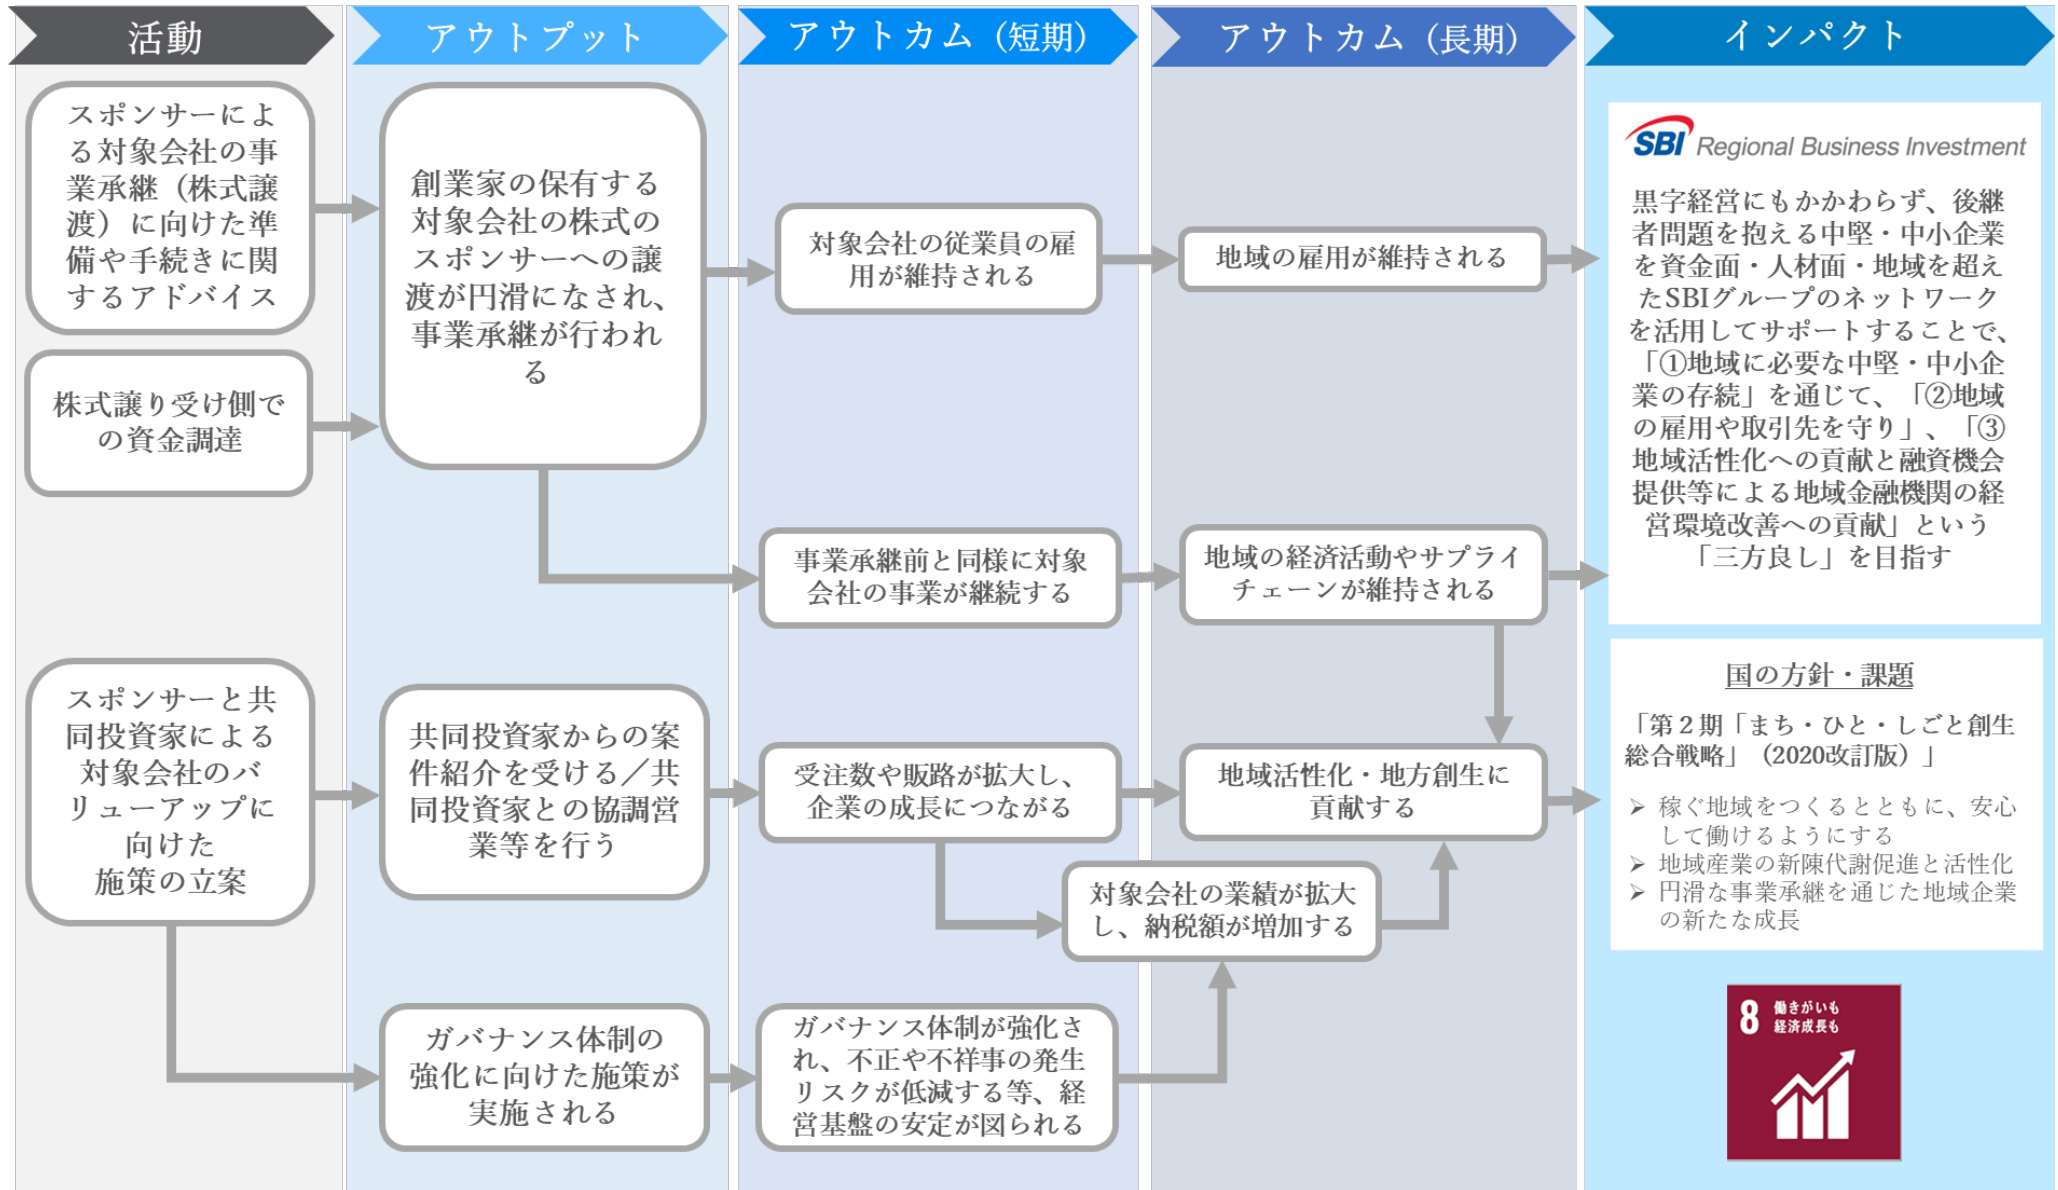 活動
アウトプット
アウトカム（短期）
アウトカム（長期）
インパクト
スポンサーによ
る対象会社の事
業承継（株式譲
渡）に向けた準
備や手続きに関
するアドバイス
株式譲り受け側で
の資金調達
スポンサーと共
同投資家による
対象会社のバ
リューアップに
向けた
施策の立案
創業家の保有する
対象会社の株式の
スポンサーへの譲
渡が円滑になされ、
事業承継が行われ
る
共同投資家からの案
件紹介を受ける／共
同投資家との協調営
業等を行う
ガバナンス体制の
強化に向けた施策が
実施される
対象会社の従業員の雇
用が維持される
事業承継前と同様に対象
会社の事業が継続する
受注数や販路が拡大し、
企業の成長につながる
対象会社の業績が拡大
し、納税額が増加する
ガバナンス体制が強化さ
れ、不正や不祥事の発生
リスクが低減する等、経
営基盤の安定が図られる
地域の雇用が維持される
地域の経済活動やサプライ
チェーンが維持される
地域活性化・地方創生に
貢献する
SBI Regional Business Investment
黒字経営にもかかわらず、後継
者問題を抱える中堅・中小企業
を資金面・人材面・地域を超え
たSBIグループのネットワーク
を活用してサポートすることで、
「①地域に必要な中堅・中小企
業の存続」を通じて、「②地域
の雇用や取引先を守り」、「③
地域活性化への貢献と融資機会
提供等による地域金融機関の経
営環境改善への貢献」という
「三方良し」を目指す
国の方針・課題
「第２期「まち・ひと・しごと創生
総合戦略」（2020改訂版）」
➢ 稼ぐ地域をつくるとともに、安心
して働けるようにする
➢ 地域産業の新陳代謝促進と活性化
➢ 円滑な事業承継を通じた地域企業
の新たな成長
8 働きがいも
経済成長も